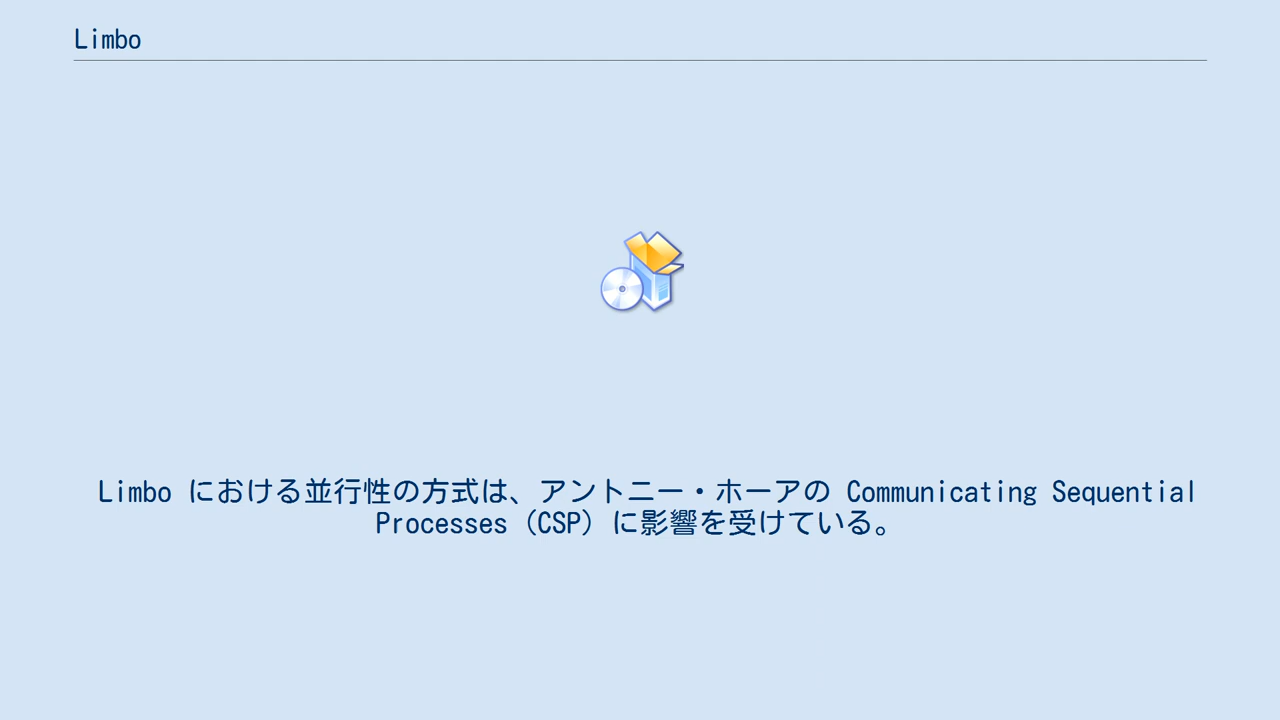 Limbo
Limbo における並行性の方式は、アントニー・ホーアの Communicating Sequential
Processes（CSP）に影響を受けている。